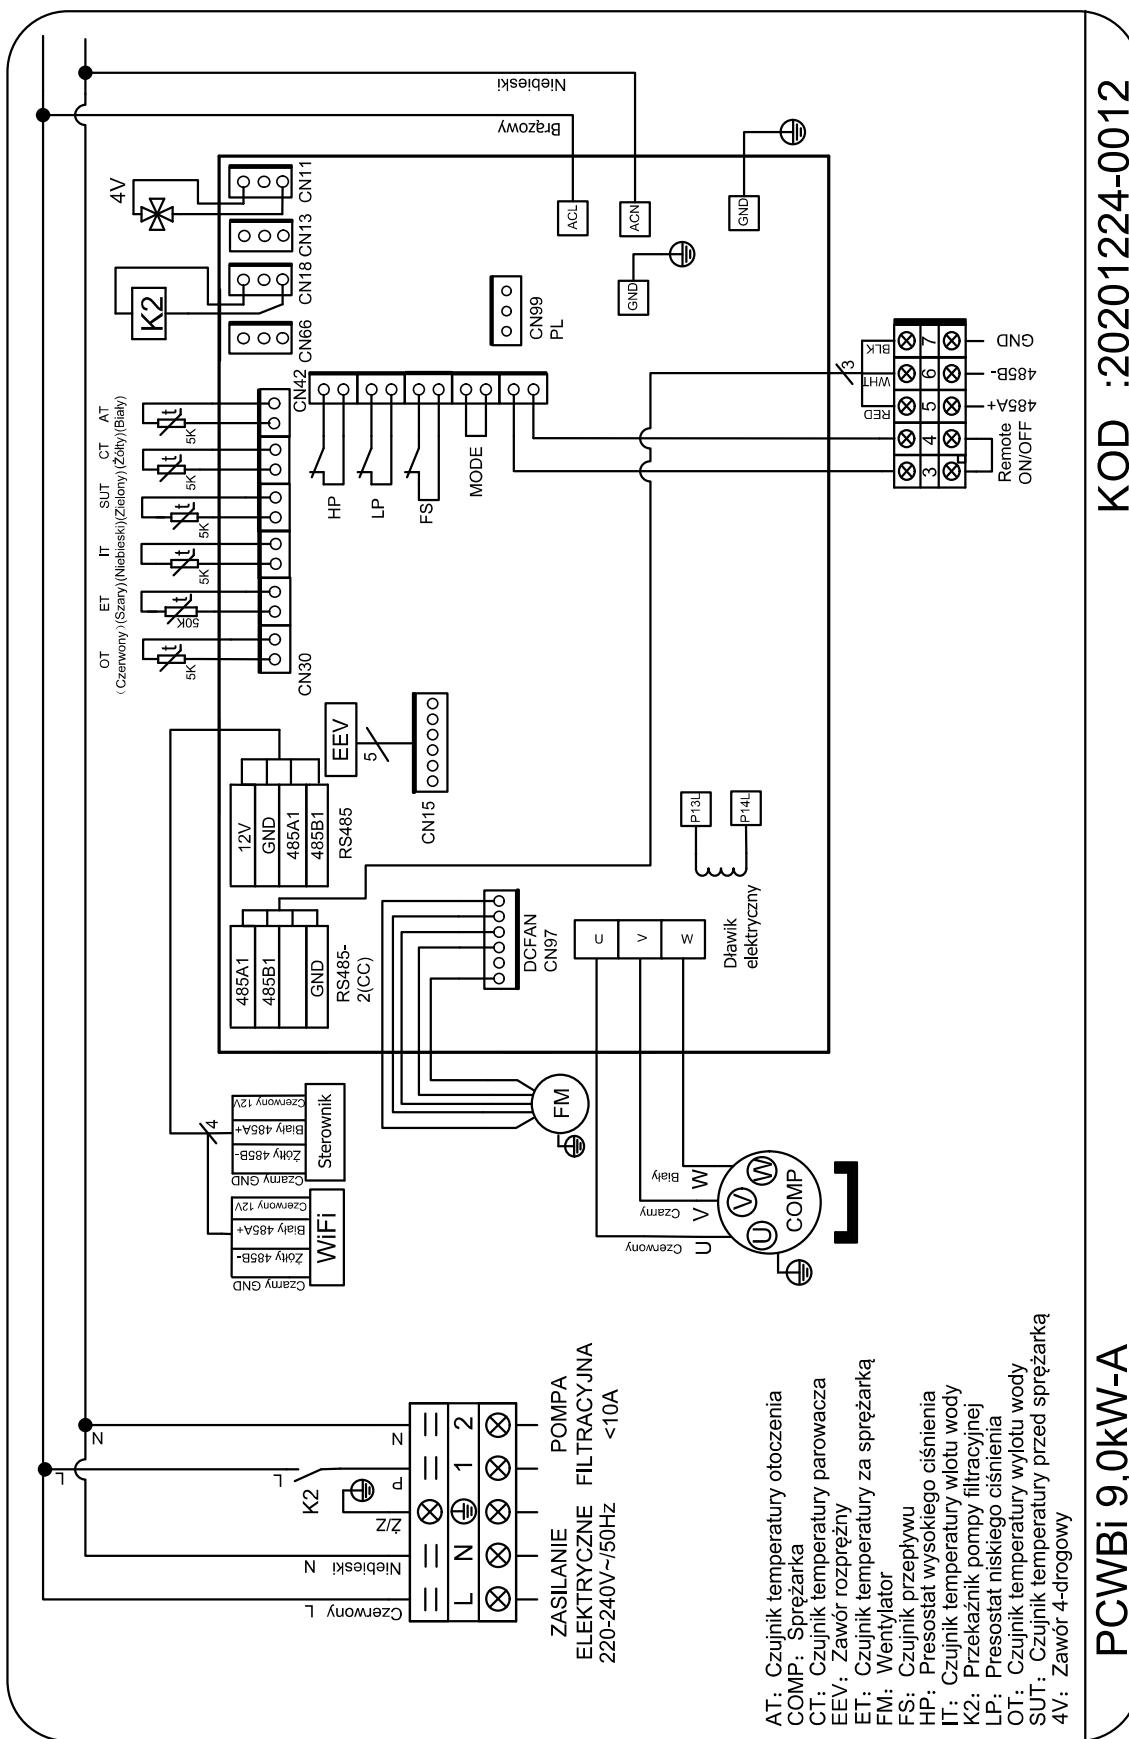 ZASILANIE
ELEKTRYCZNE
220-240V~/50Hz
POMPA
FILTRACYJNA
<10A
L
N
1
2
Czerwony
L
Niebieski
N
Ż/Z
P
N
K2
L
L
N
WiFi
Czarny GND
Żółty 485B-
Biały 485A+
Czerwony 12V
Sterownik
Czarny GND
Żółty 485B-
Biały 485A+
Czerwony 12V
4
485A1
485B1
GND
RS485-
2(CC)
12V
GND
485A1
485B1
RS485
EEV
5
CN15
OT
ET
IT
SUT
CT
AT
(Czerwony)(Szary)(Niebieski)(Zielony)(Żółty)(Biały)
t
5K
t
50K
t
5K
t
5K
t
5K
t
5K
CN30
CN42
K2
4V
CN66
CN18
CN13
CN11
HP
LP
FS
MODE
CN99
PL
Brązowy
Niebieski
ACL
ACN
GND
GND
FM
DCFAN
CN97
U
V
W
Czerwony
Czarny
Biały
U
V
W
U
V
W
COMP
P13L
P14L
Dławik
elektryczny
3
RED
WHT
BLK
3
4
5
6
7
Remote
ON/OFF
485A+
485B-
GND
AT: Czujnik temperatury otoczenia
COMP: Sprężarka
CT: Czujnik temperatury parowacza
EEV: Zawór rozprężny
ET: Czujnik temperatury za sprężarką
FM: Wentylator
FS: Czujnik przepływu
HP: Presostat wysokiego ciśnienia
IT: Czujnik temperatury wlotu wody
K2: Przekaźnik pompy filtracyjnej
LP: Presostat niskiego ciśnienia
OT: Czujnik temperatury wylotu wody
SUT: Czujnik temperatury przed sprężarką
4V: Zawór 4-drogowy
PCWBi 9,0kW-A
KOD :20201224-0012